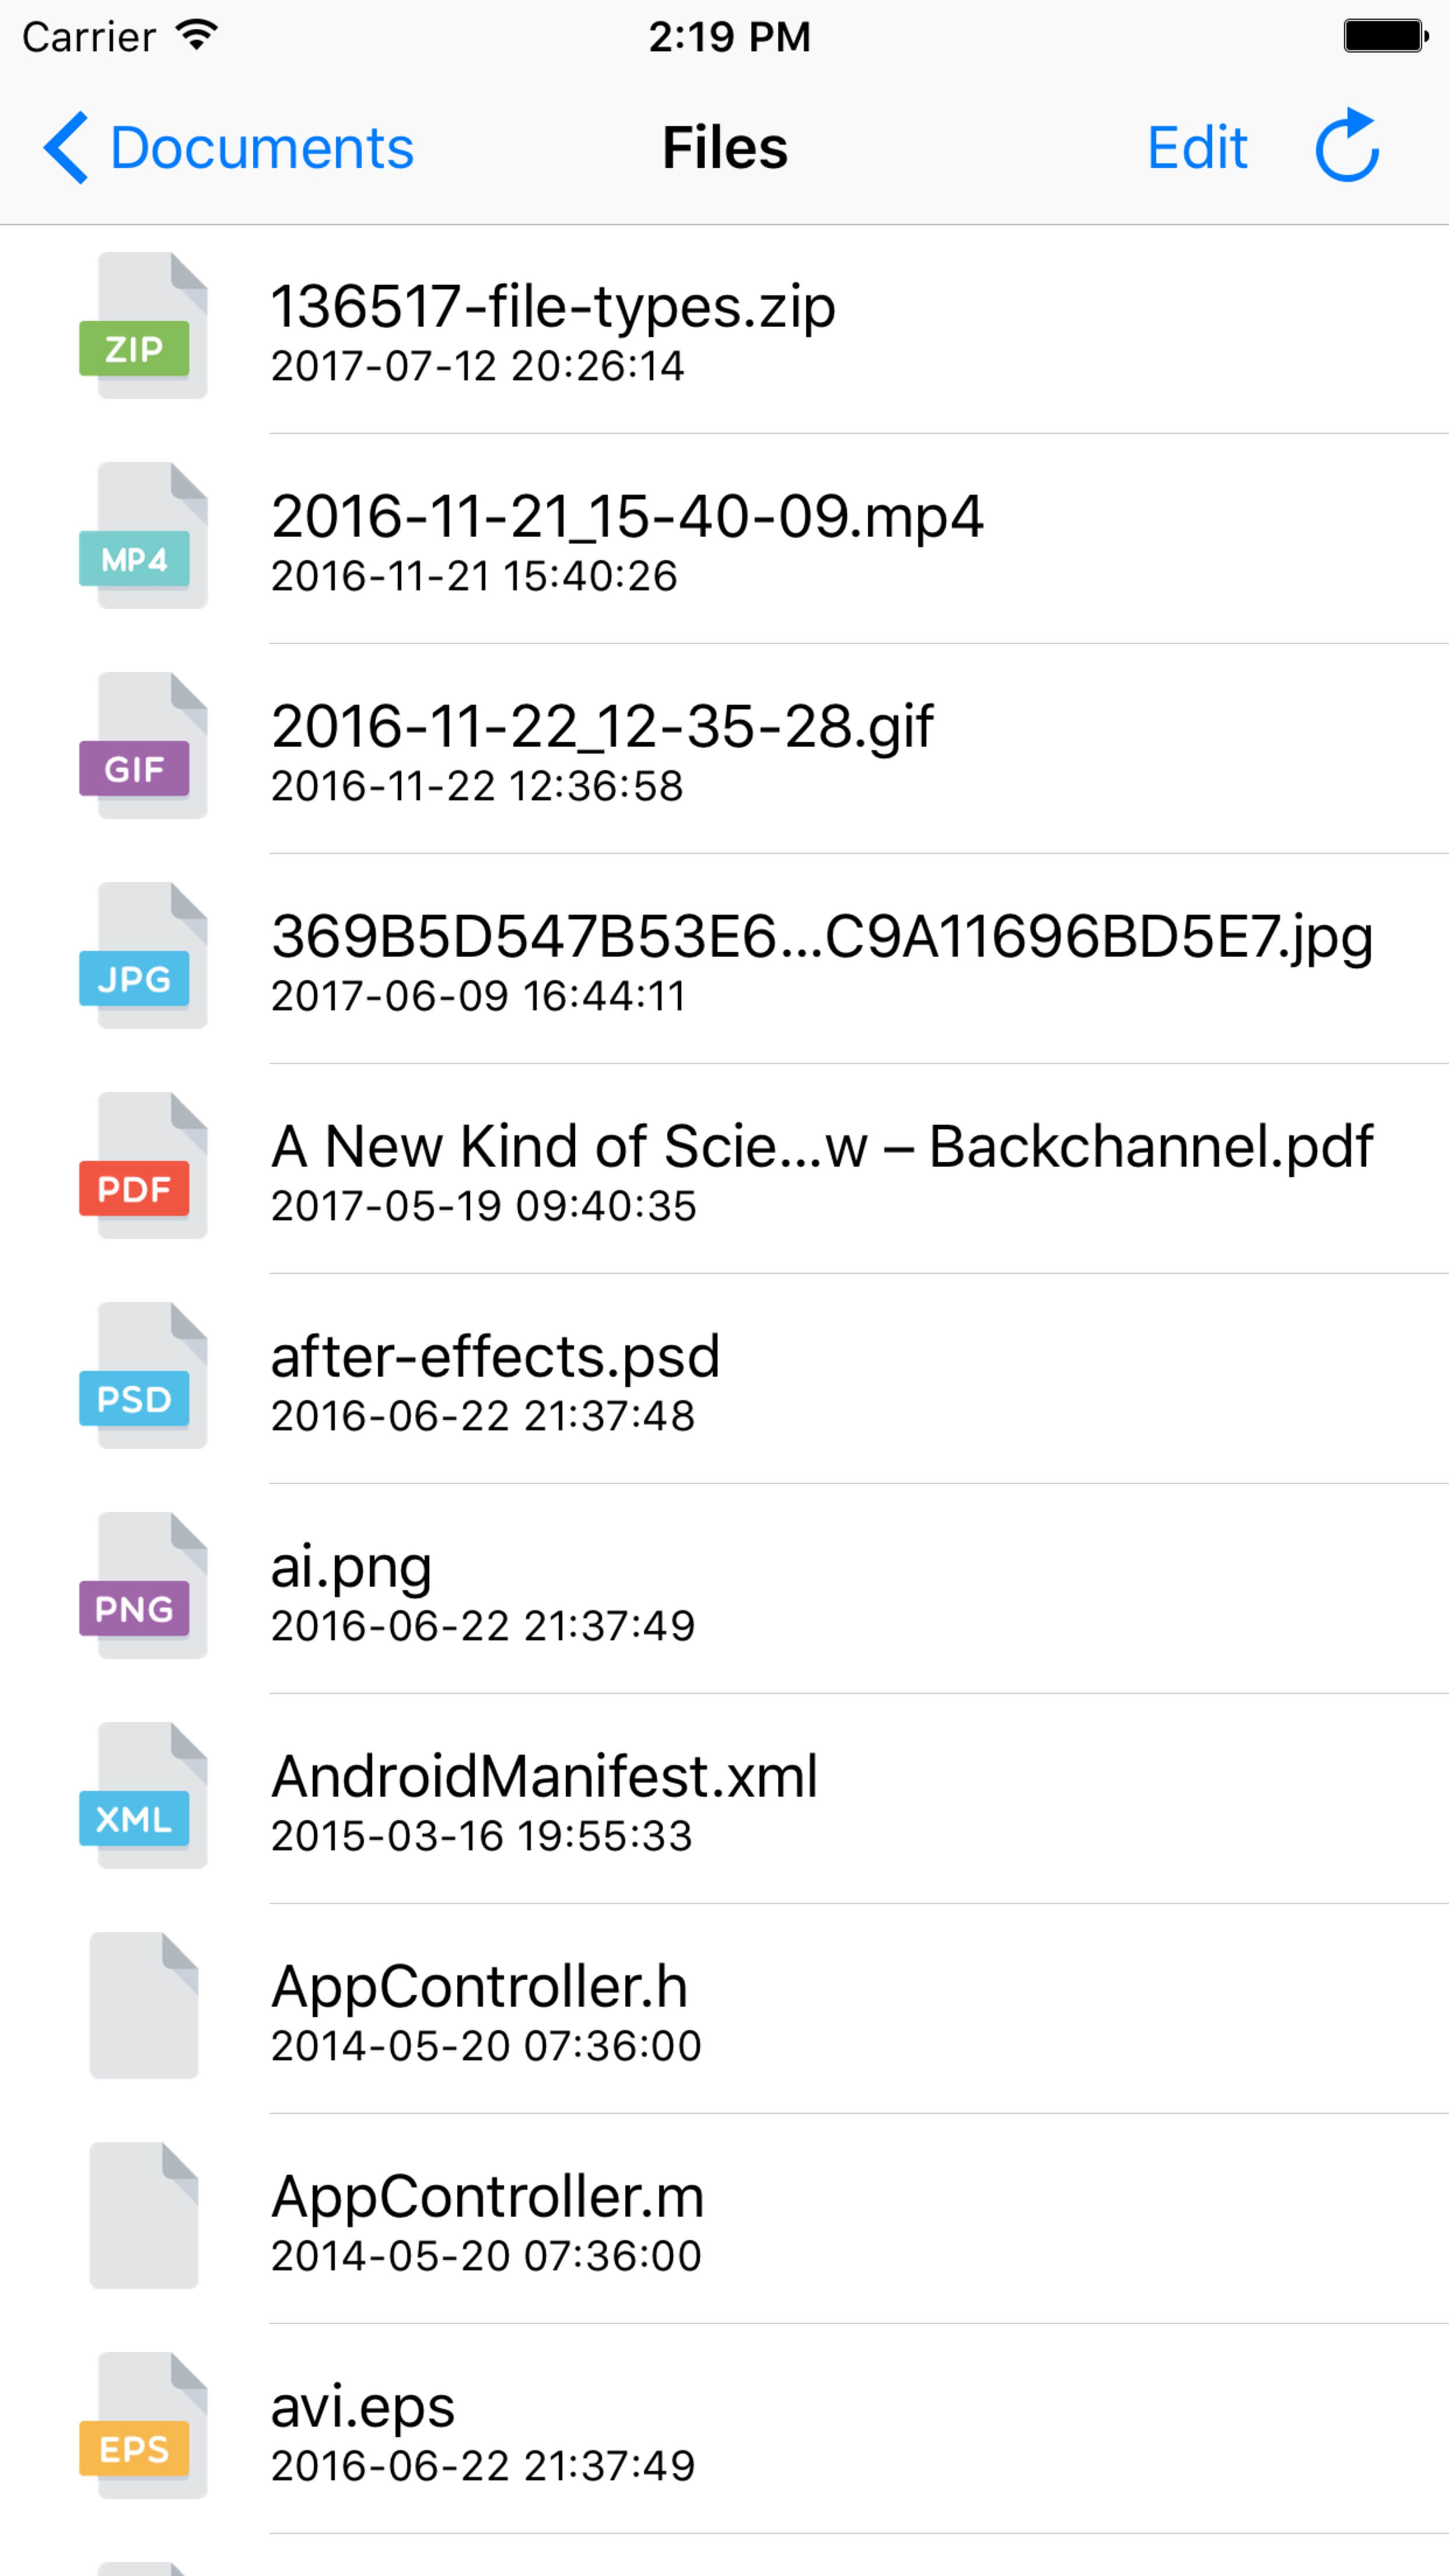 Carrier 2:19 PM
Documents Files Edit
ZIP 136517-file-types.zip
2017-07-12 20:26:14
MP4 2016-11-21_15-40-09.mp4
2016-11-21 15:40:26
GIF 2016-11-22_12-35-28.gif
2016-11-22 12:36:58
JPG 369B5D547B53E6...C9A11696BD5E7.jpg
2017-06-09 16:44:11
PDF A New Kind of Scie...w – Backchannel.pdf
2017-05-19 09:40:35
PSD after-effects.psd
2016-06-22 21:37:48
PNG ai.png
2016-06-22 21:37:49
XML AndroidManifest.xml
2015-03-16 19:55:33
AppController.h
2014-05-20 07:36:00
AppController.m
2014-05-20 07:36:00
EPS avi.eps
2016-06-22 21:37:49